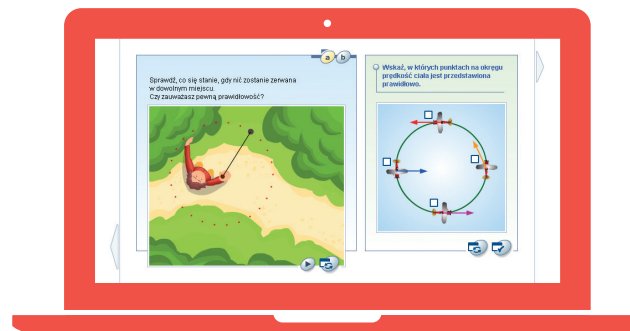 a b
Sprawdź, co się stanie, gdy nić zostanie zerwana
w dowolnym miejscu.
Czy zauważasz pewną prawidłowość?
Wskaż, w których punktach na okręgu
prędkość ciała jest przedstawiona
prawidłowo.